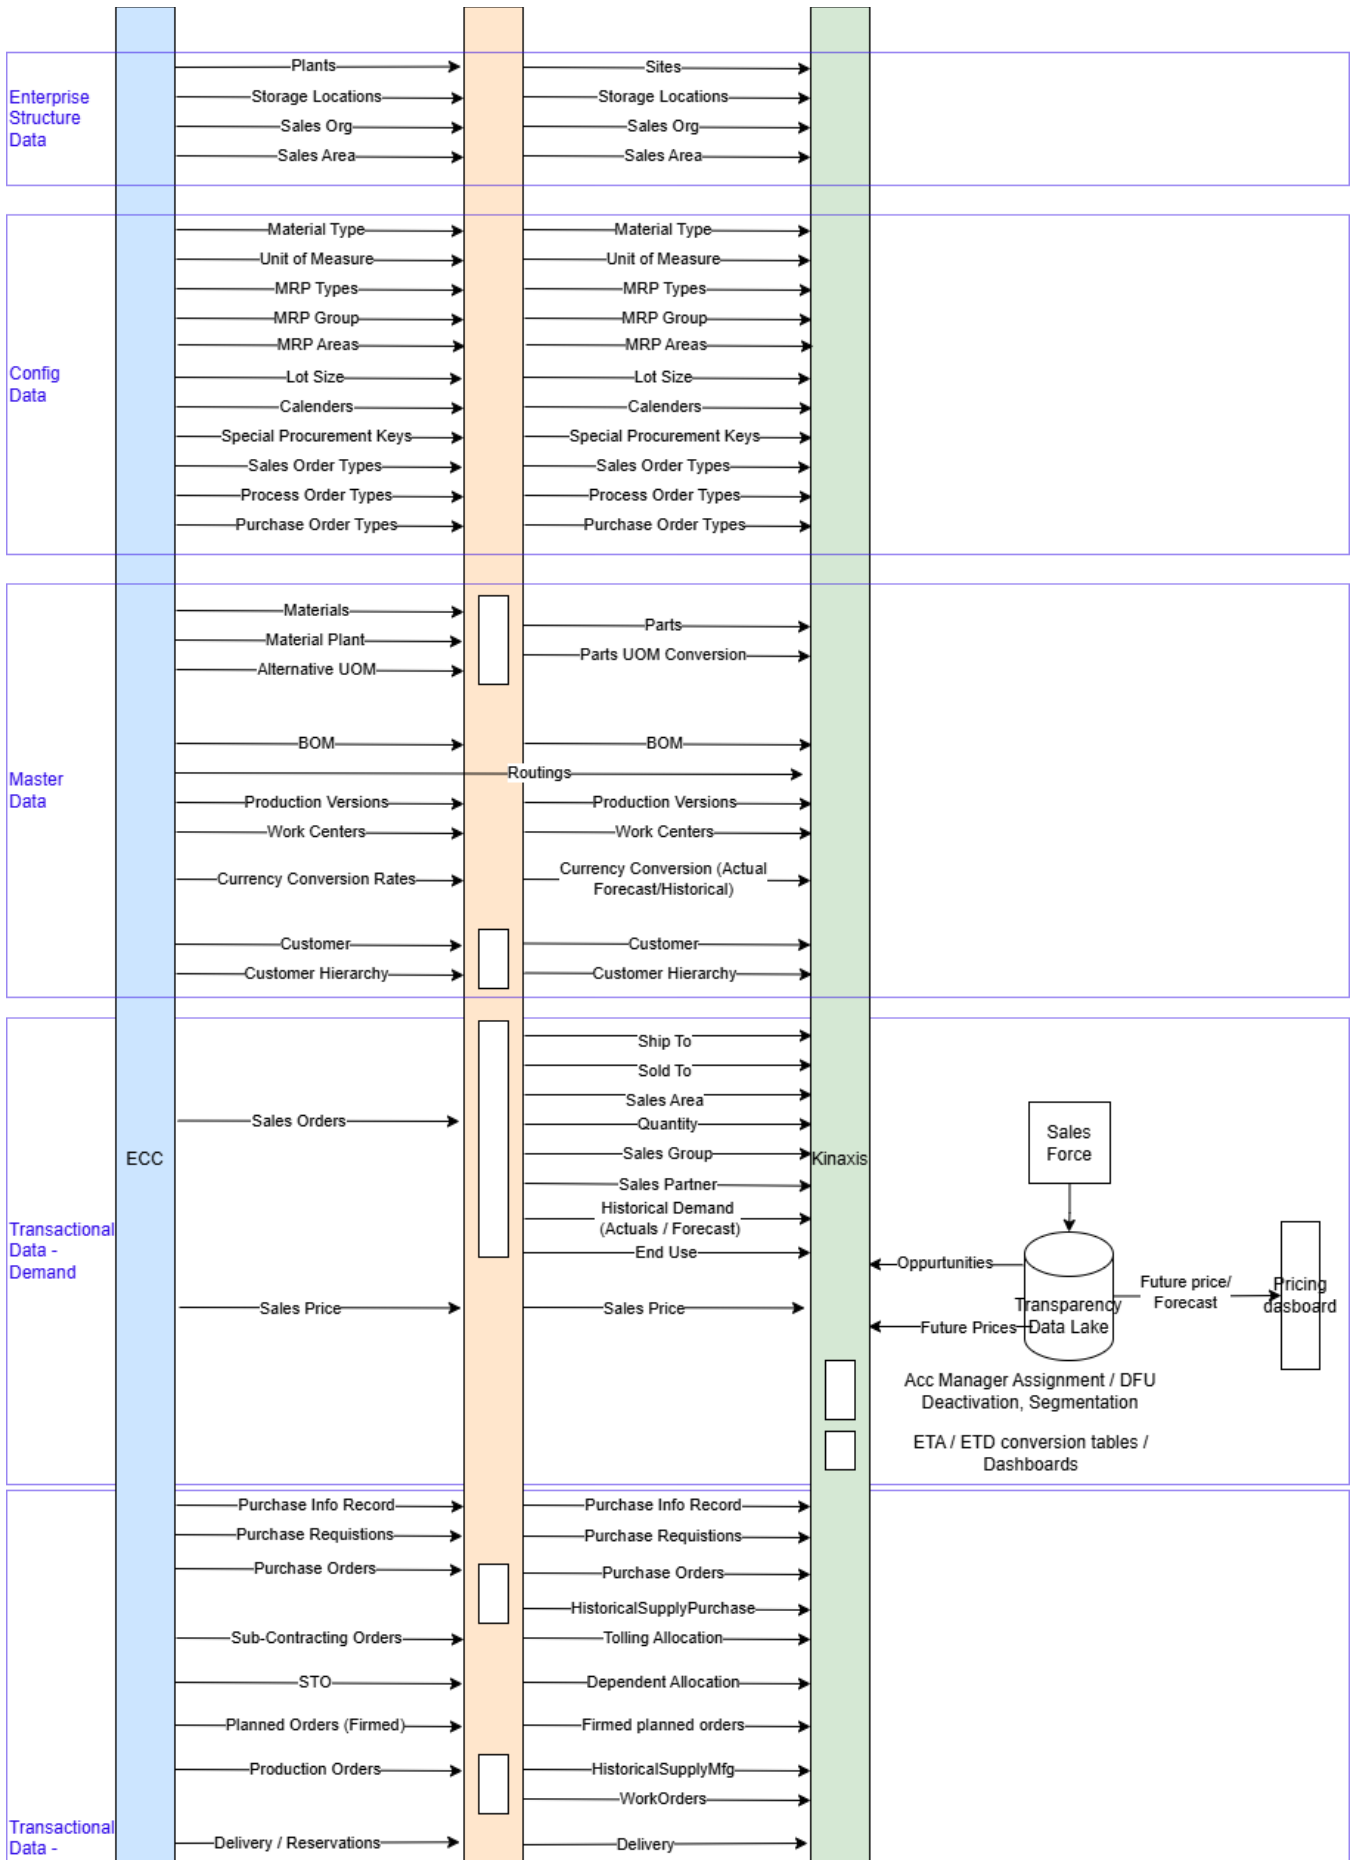 Enterprise
Structure
Data
Plants
Sites
Storage Locations
Storage Locations
Sales Org
Sales Org
Sales Area
Sales Area
Config
Data
Material Type
Material Type
Unit of Measure
Unit of Measure
MRP Types
MRP Types
MRP Group
MRP Group
MRP Areas
MRP Areas
Lot Size
Lot Size
Calenders
Calenders
Special Procurement Keys
Special Procurement Keys
Sales Order Types
Sales Order Types
Process Order Types
Process Order Types
Purchase Order Types
Purchase Order Types
Master
Data
Materials
Parts
Material Plant
Parts UOM Conversion
Alternative UOM
BOM
BOM
Routings
Production Versions
Production Versions
Work Centers
Work Centers
Currency Conversion Rates
Currency Conversion (Actual
Forecast/Historical)
Customer
Customer
Customer Hierarchy
Customer Hierarchy
Transactional
Data -
Demand
ECC
Sales Orders
Ship To
Sold To
Sales Area
Quantity
Sales Group
Sales Partner
Historical Demand
(Actuals / Forecast)
End Use
Sales Price
Sales Price
Kinaxis
Sales
Force
Oppurtunities
Transparency
Data Lake
Future Prices
Future price/
Forecast
Pricing
dasboard
Acc Manager Assignment / DFU
Deactivation, Segmentation
ETA / ETD conversion tables /
Dashboards
Purchase Info Record
Purchase Info Record
Purchase Requistions
Purchase Requistions
Purchase Orders
Purchase Orders
HistoricalSupplyPurchase
Sub-Contracting Orders
Tolling Allocation
STO
Dependent Allocation
Planned Orders (Firmed)
Firmed planned orders
Production Orders
HistoricalSupplyMfg
WorkOrders
Transactional
Data -
Delivery / Reservations
Delivery